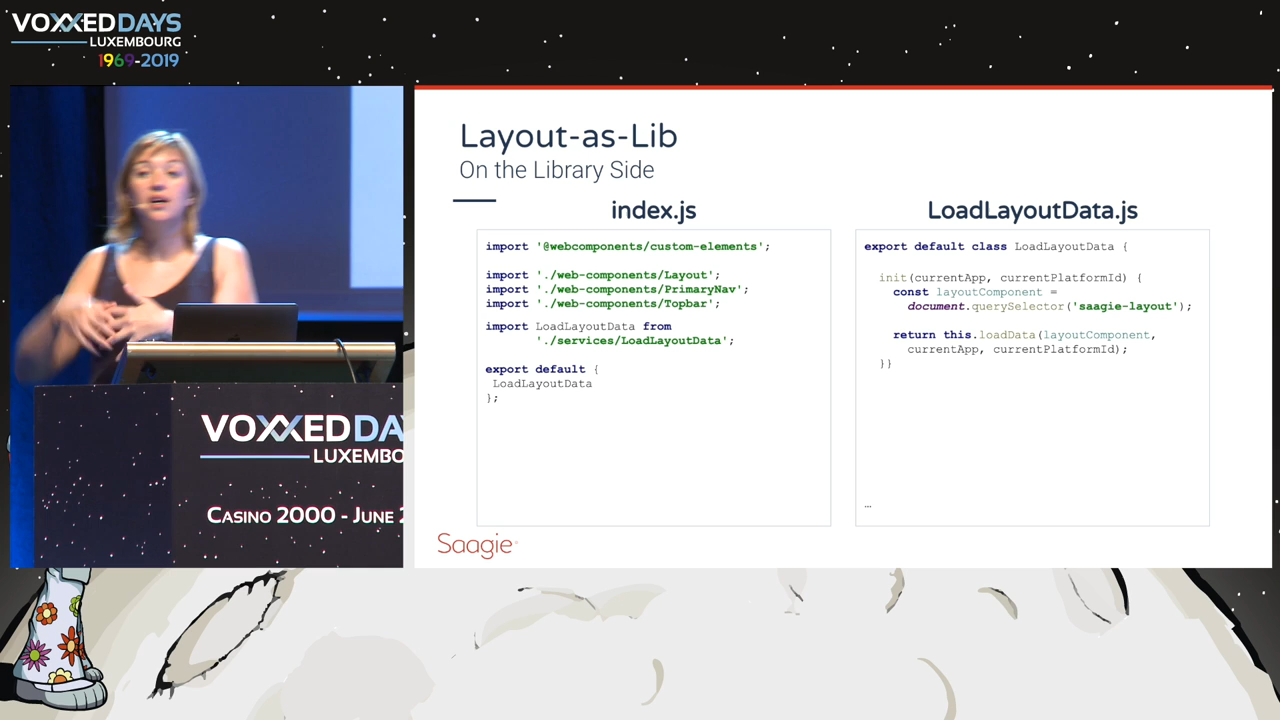 VOXXEDDAYS
LUXEMBOURG
1969-2019
Layout-as-Lib
On the Library Side
index.js
import '@webcomponents/custom-elements';
import './web-components/Layout';
import './web-components/PrimaryNav';
import './web-components/Topbar';
import LoadLayoutData from
'./services/LoadLayoutData';
export default {
LoadLayoutData
};
LoadLayoutData.js
export default class LoadLayoutData {
init(currentApp, currentPlatformId) {
const layoutComponent =
document.querySelector('saagie-layout');
return this.loadData(layoutComponent,
currentApp, currentPlatformId);
}}
…
Saagie
VOXXEDDA
LUXEMBO
CASINO 2000 - JUNE 2